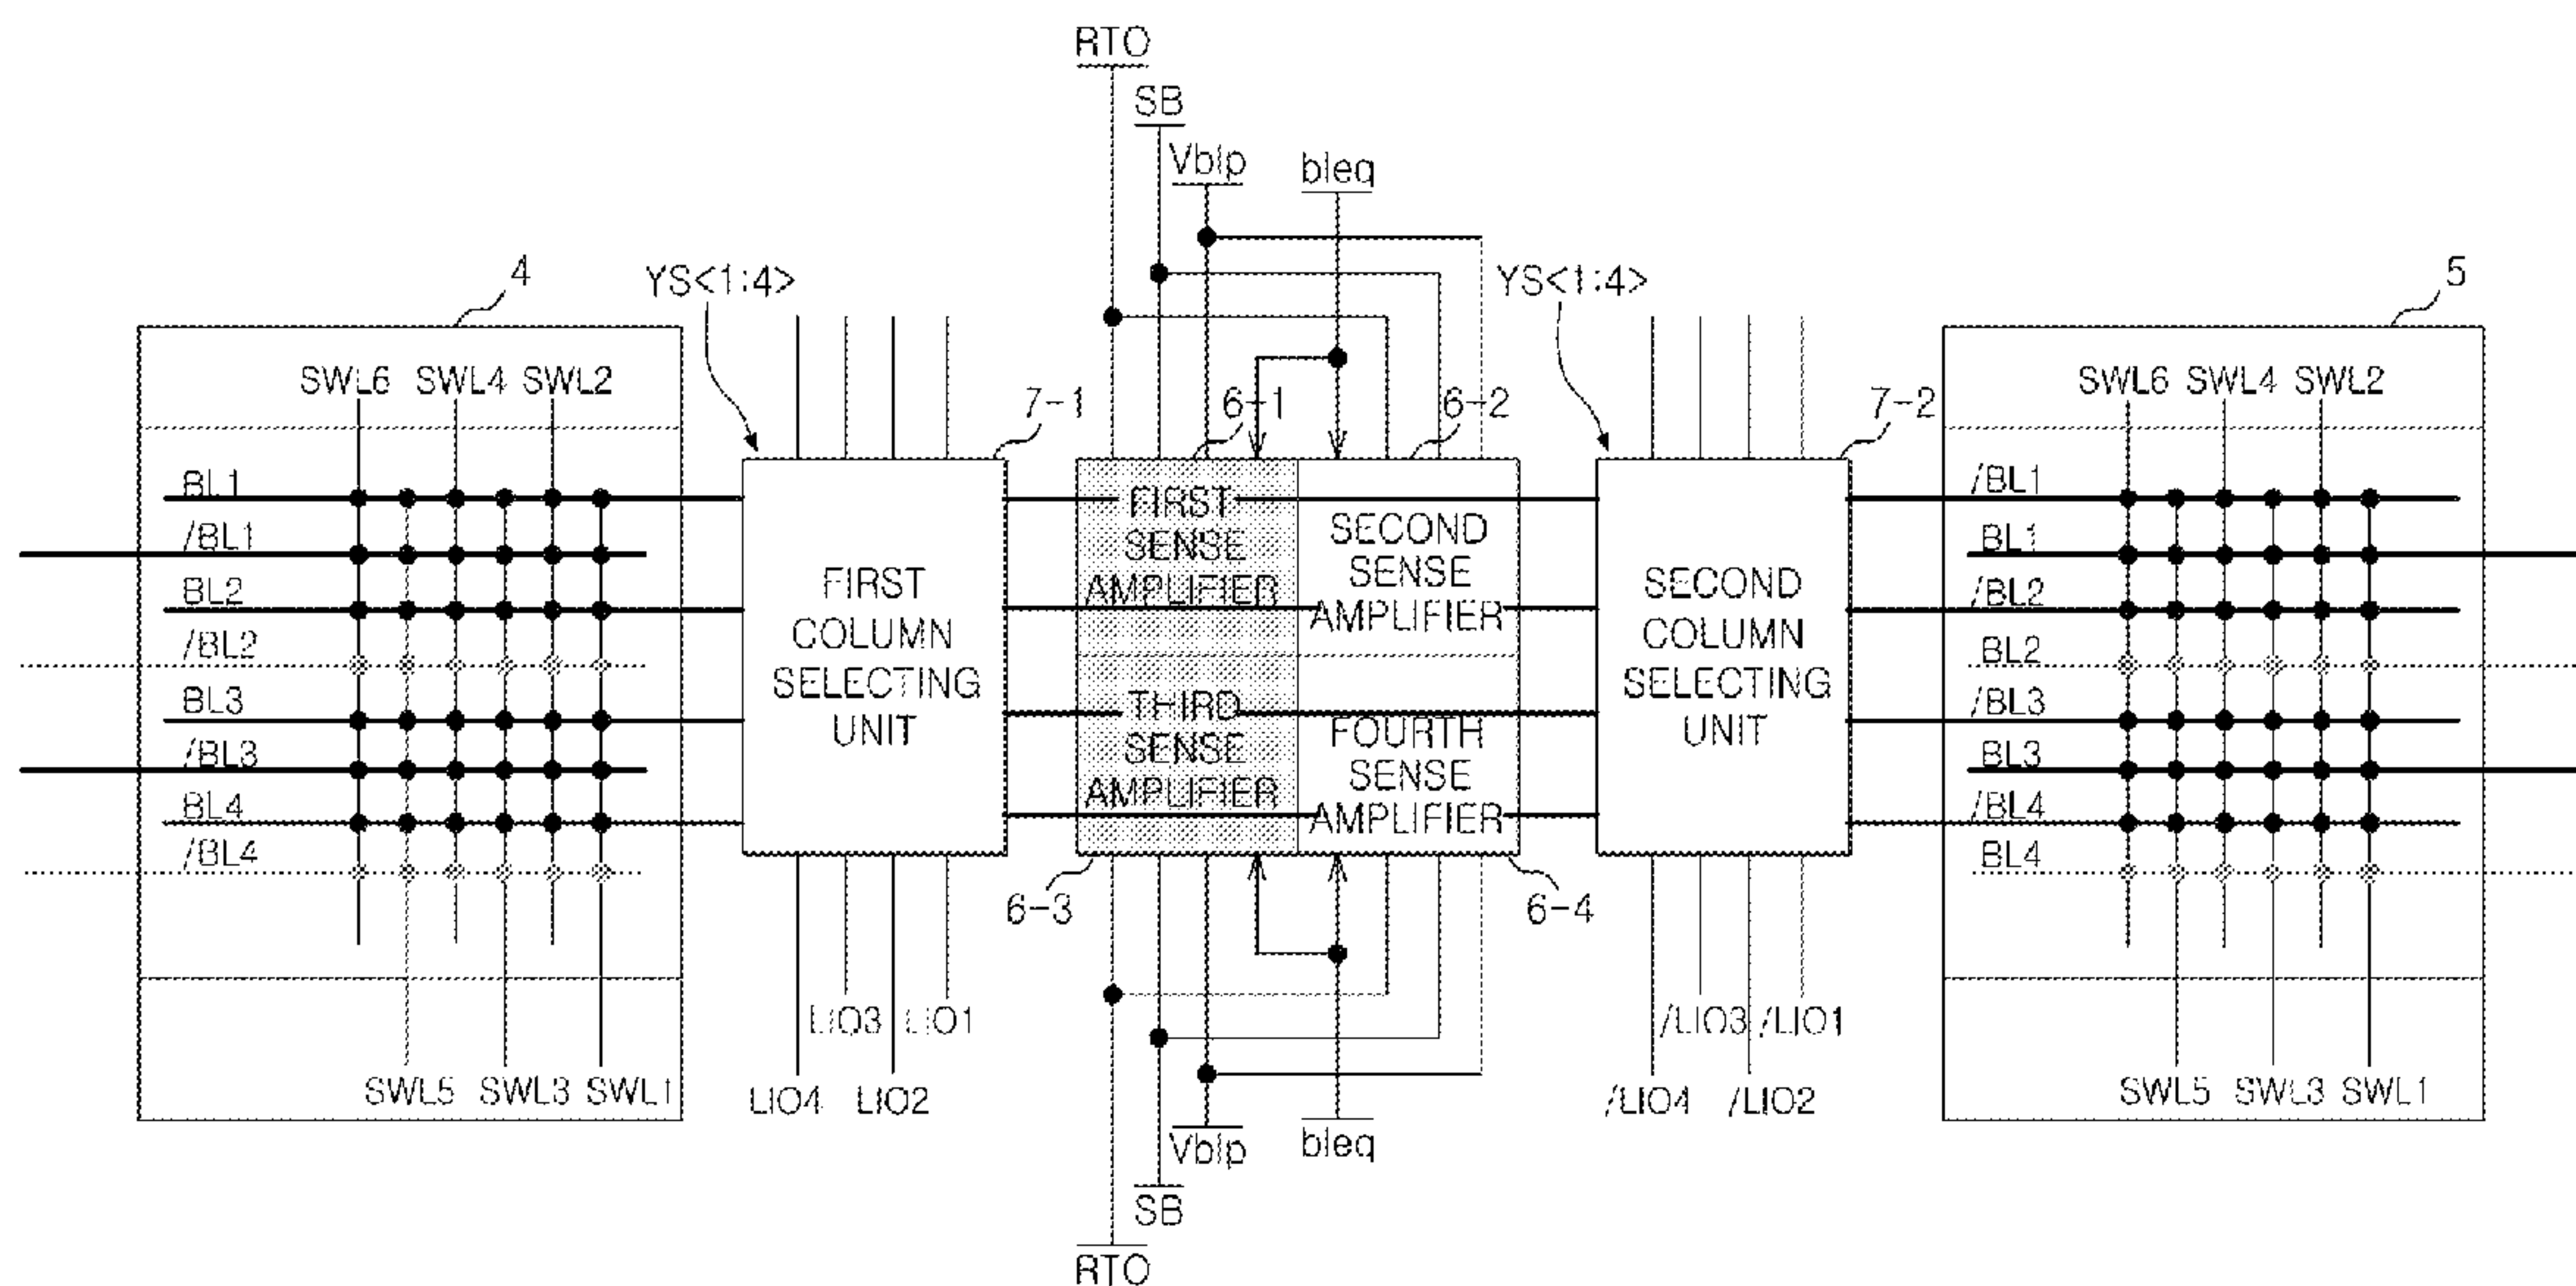 RTO
SB
Vblp
bleq
4
YS<1:4>
YS<1:4>
5
SWL6 SWL4 SWL2
7-1
6-1
6-2
7-2
SWL6 SWL4 SWL2
BL1
/BL1
BL2
/BL2
BL3
/BL3
BL4
/BL4
FIRST
COLUMN
SELECTING
UNIT
FIRST
SENSE
AMPLIFIER
SECOND
SENSE
AMPLIFIER
THIRD
SENSE
AMPLIFIER
FOURTH
SENSE
AMPLIFIER
SECOND
COLUMN
SELECTING
UNIT
/BL1
BL1
/BL2
BL2
/BL3
BL3
/BL4
BL4
6-3
6-4
LIO3 LIO1
/LIO3 /LIO1
SWL5 SWL3 SWL1
LIO4 LIO2
/LIO4 /LIO2
SWL5 SWL3 SWL1
Vblp
bleq
SB
RTO